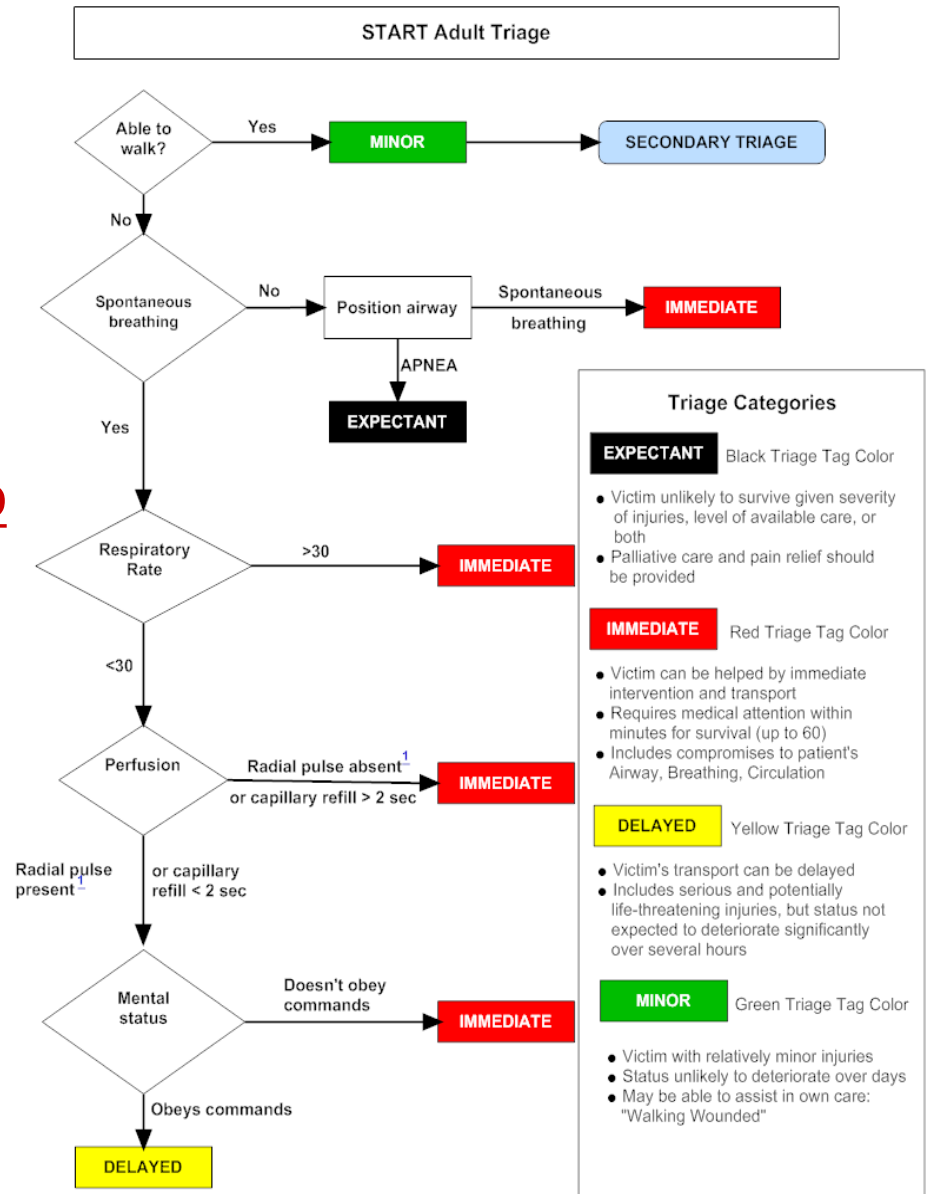 START Adult Triage
Able to
walk?
Yes
MINOR
SECONDARY TRIAGE
No
Spontaneous
breathing
No
Position airway
Spontaneous
breathing
IMMEDIATE
APNEA
EXPECTANT
Yes
Respiratory
Rate
>30
IMMEDIATE
<30
Perfusion
Radial pulse absent 1
or capillary refill > 2 sec
IMMEDIATE
Radial pulse
present 1
or capillary
refill < 2 sec
Mental
status
Doesn't obey
commands
IMMEDIATE
Obeys commands
DELAYED
Triage Categories
EXPECTANT Black Triage Tag Color
● Victim unlikely to survive given severity
of injuries, level of available care, or
both
● Palliative care and pain relief should
be provided
IMMEDIATE Red Triage Tag Color
● Victim can be helped by immediate
intervention and transport
● Requires medical attention within
minutes for survival (up to 60)
● Includes compromises to patient's
Airway, Breathing, Circulation
DELAYED Yellow Triage Tag Color
● Victim's transport can be delayed
● Includes serious and potentially
life-threatening injuries, but status not
expected to deteriorate significantly
over several hours
MINOR Green Triage Tag Color
● Victim with relatively minor injuries
● Status unlikely to deteriorate over days
● May be able to assist in own care:
"Walking Wounded"